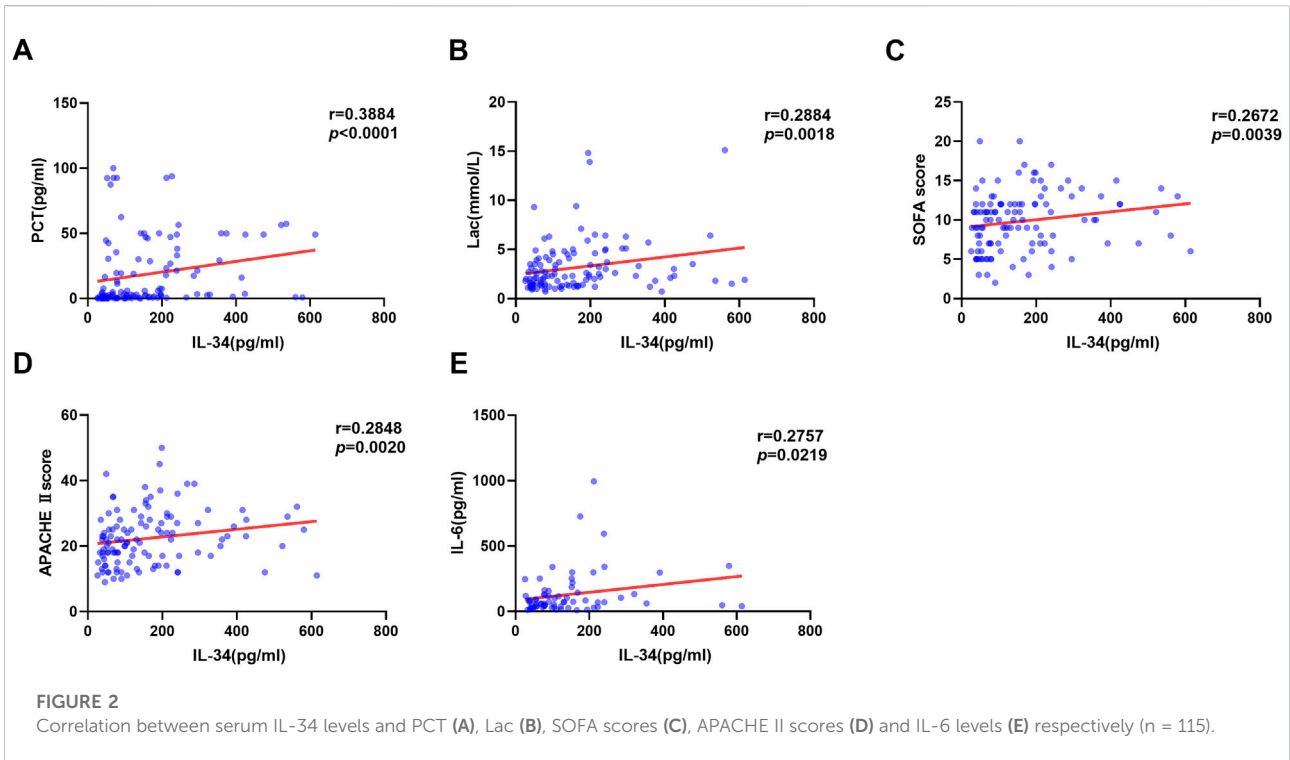 A
r=0.3884
p<0.0001
150
100
50
0
PCT(pg/ml)
0 200 400 600 800
IL-34(pg/ml)
B
r=0.2884
p=0.0018
20
15
10
5
0
Lac(mmol/L)
0 200 400 600 800
IL-34(pg/ml)
C
r=0.2672
p=0.0039
25
20
15
10
5
0
SOFA score
0 200 400 600 800
IL-34(pg/ml)
D
r=0.2848
p=0.0020
60
40
20
0
APACHE II score
0 200 400 600 800
IL-34(pg/ml)
E
r=0.2757
p=0.0219
1500
1000
500
0
IL-6(pg/ml)
0 200 400 600 800
IL-34(pg/ml)
FIGURE 2
Correlation between serum IL-34 levels and PCT (A), Lac (B), SOFA scores (C), APACHE II scores (D) and IL-6 levels (E) respectively (n = 115).